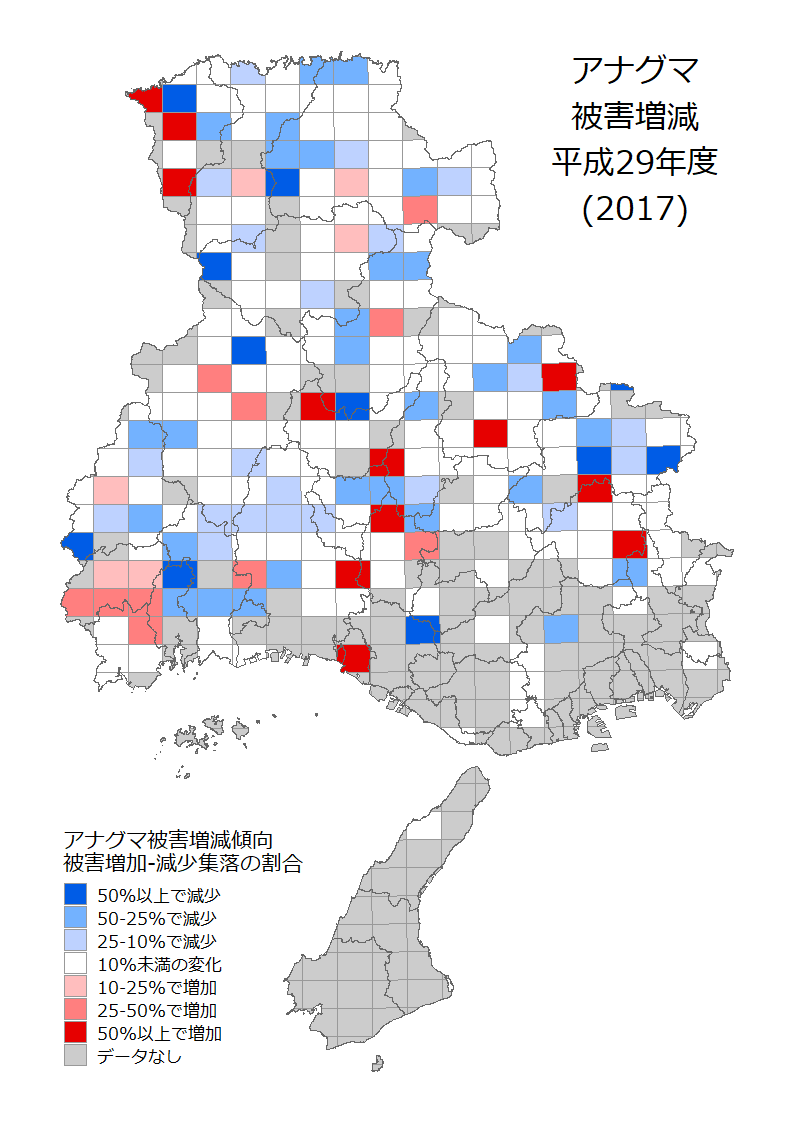 アナグマ
被害増減
平成29年度
(2017)
アナグマ被害増減傾向
被害増加-減少集落の割合
50%以上で減少
50-25%で減少
25-10%で減少
10%未満の変化
10-25%で増加
25-50%で増加
50%以上で増加
データなし